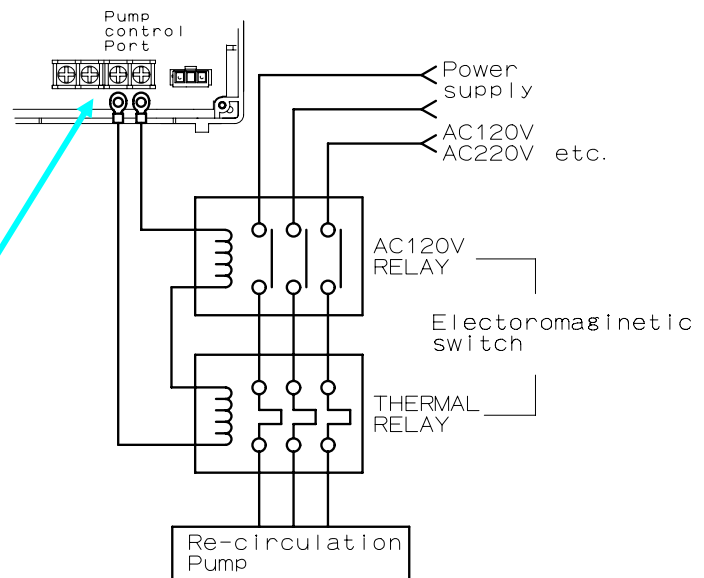 Pump
control
Port
Power
supply
AC120V
AC220V etc.
AC120V
RELAY
Electoromaginetic
switch
THERMAL
RELAY
Re-circulation
Pump